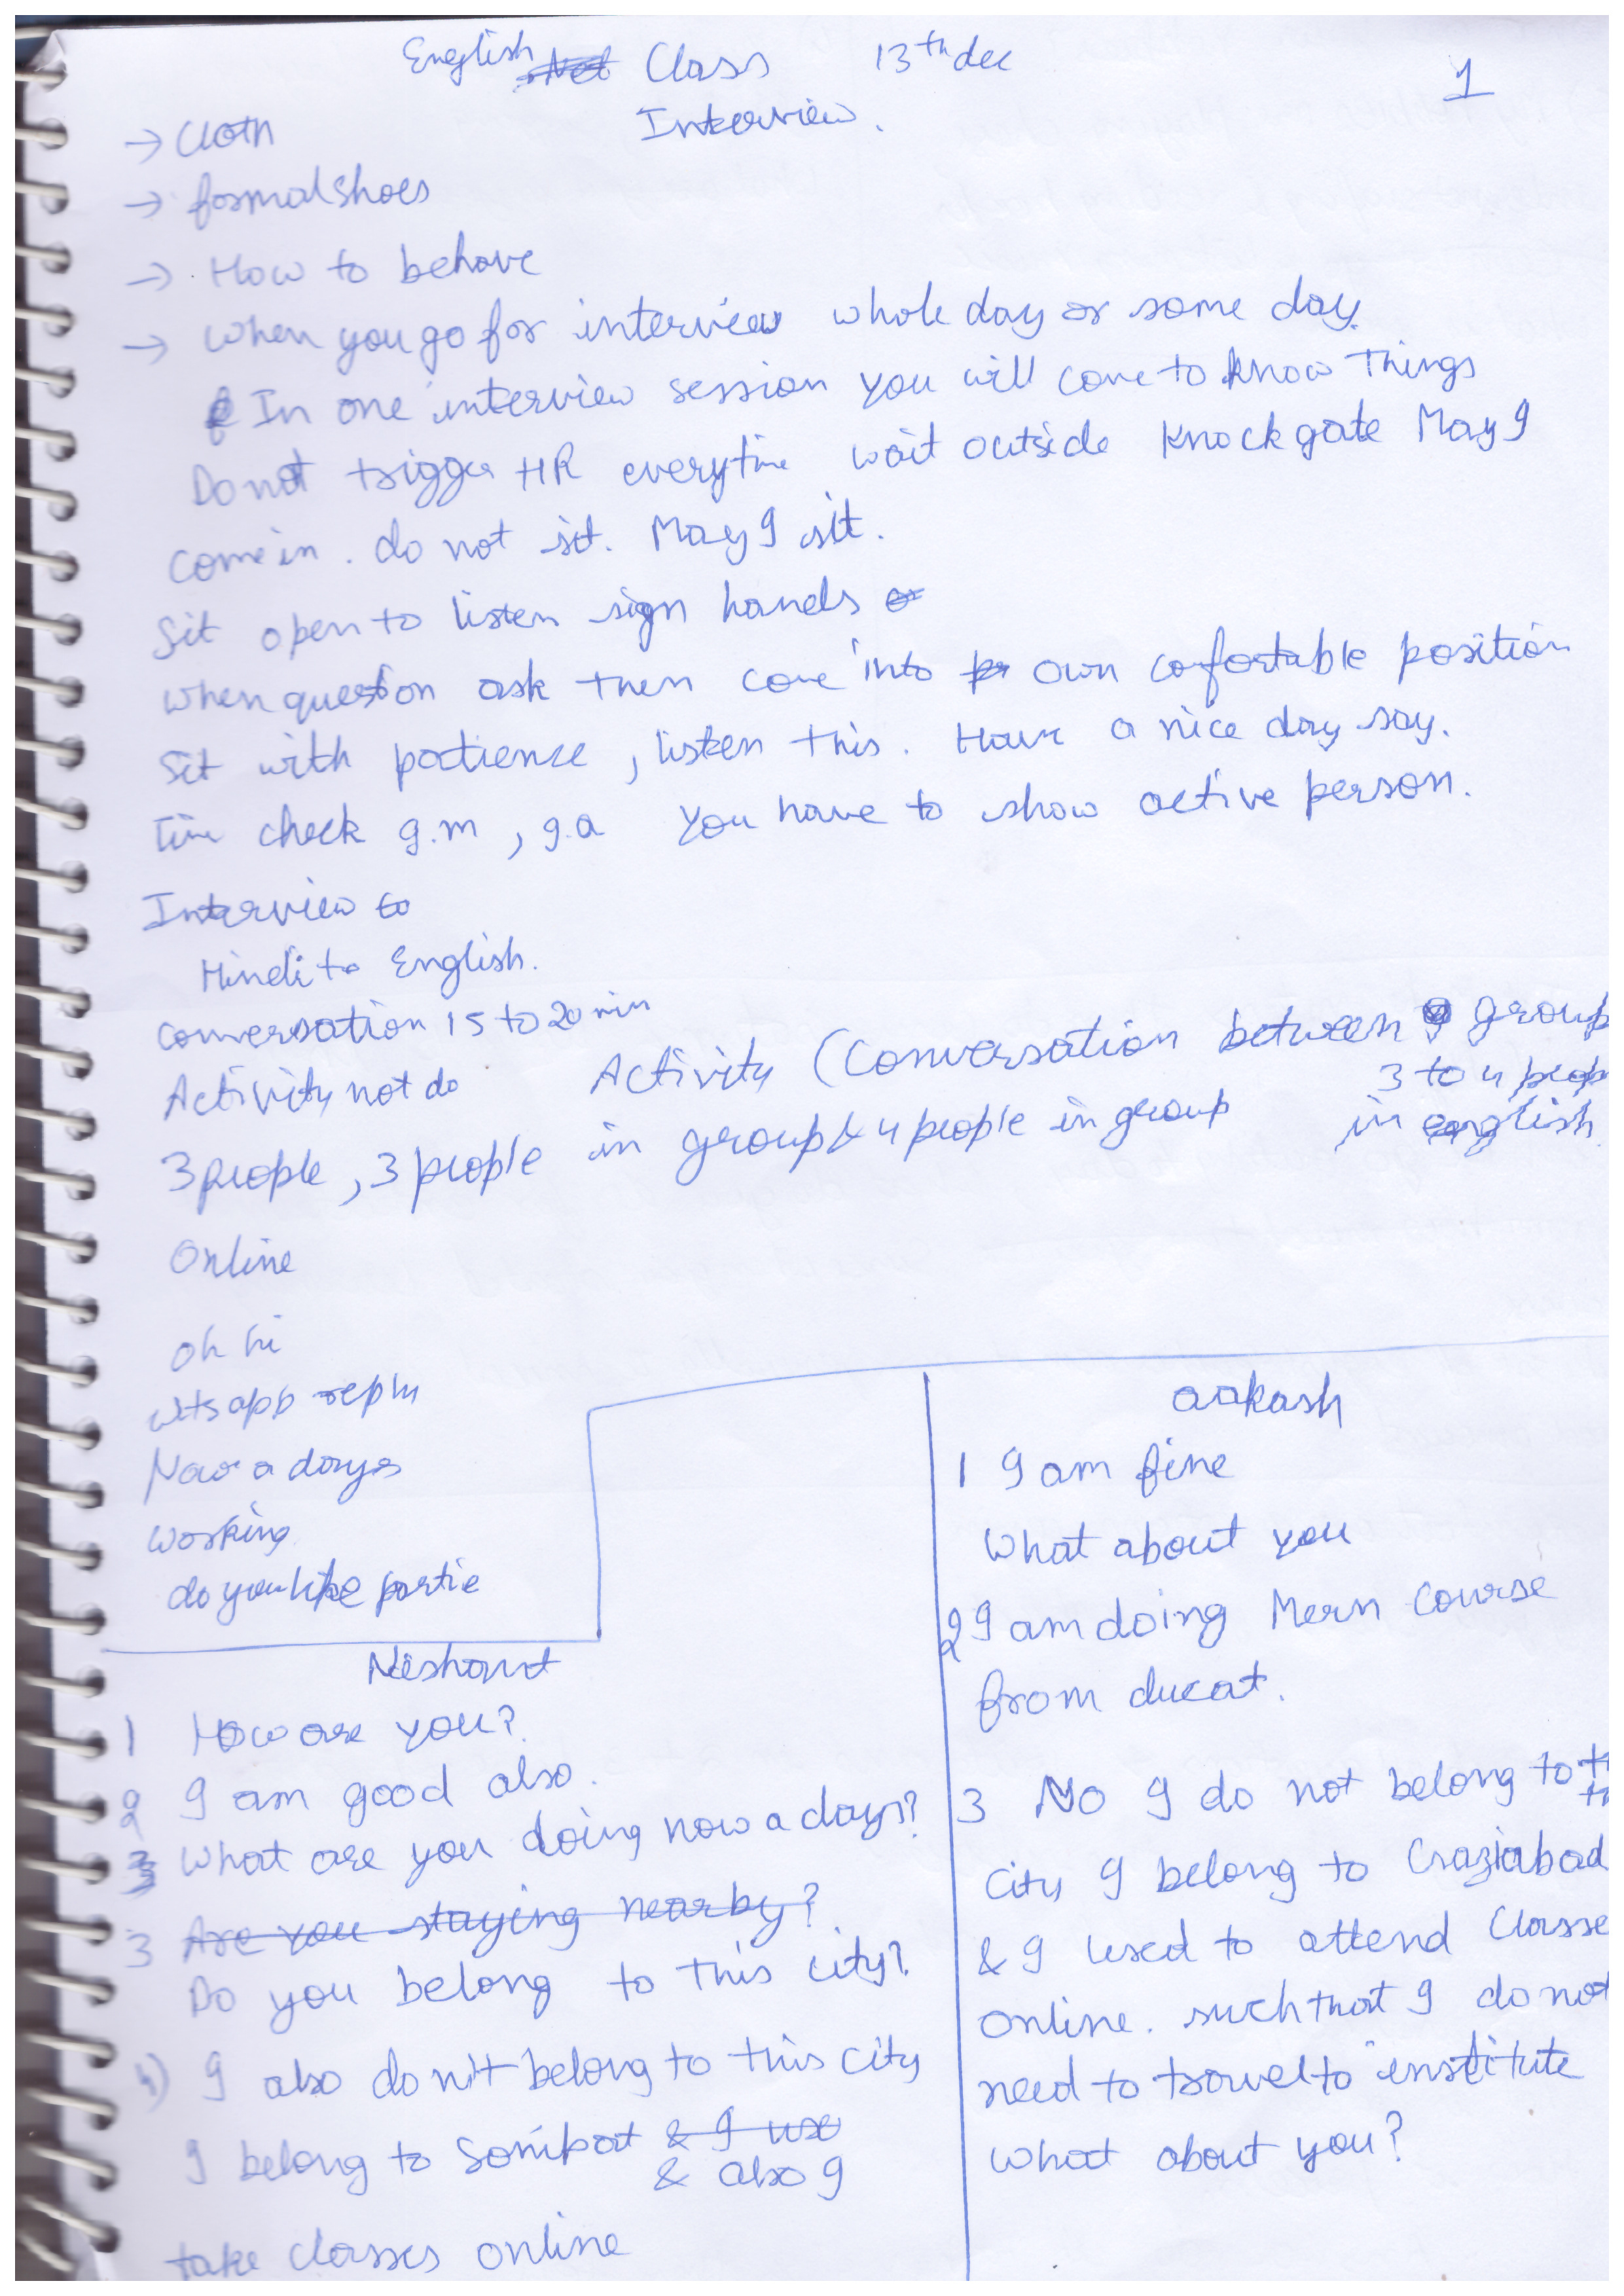 English Class 13th dec
1
Interview.
→ Cloth
→ formal shoes
→ How to behave
→ When you go for interview whole day or some day.
In one interview session you will come to know things
Do not trigger HR everytime wait outside knock gate May I
come in. do not sit. May I sit.
Sit open to listen sign hands or
when question ask then come into own comfortable position
Sit with patience, listen this. Have a nice day say.
time check g.m, g.a You have to show active person.
Interview to
Hindi to English.
conversation 15 to 20 min
Activity not do Activity (Conversation between group
3 to 4 peop
3 people, 3 people in group & 4 people in group in english.
Online
oh hi
wtsapp reply
Now a days
working
do you like partie
Nishant
1 How are you?
2 I am good also.
What are you doing now a days?
3 Are you staying nearby?
Do you belong to this city?
4) I also don't belong to this city
I belong to Sonipat & I use
& also I
take classes online
aakash
1 I am fine
What about you
2 I am doing Mern Course
from ducat.
3 No I do not belong to
city I belong to Gaziabad
& I used to attend Classe
Online. such that I do not
need to travel to institute
What about you?